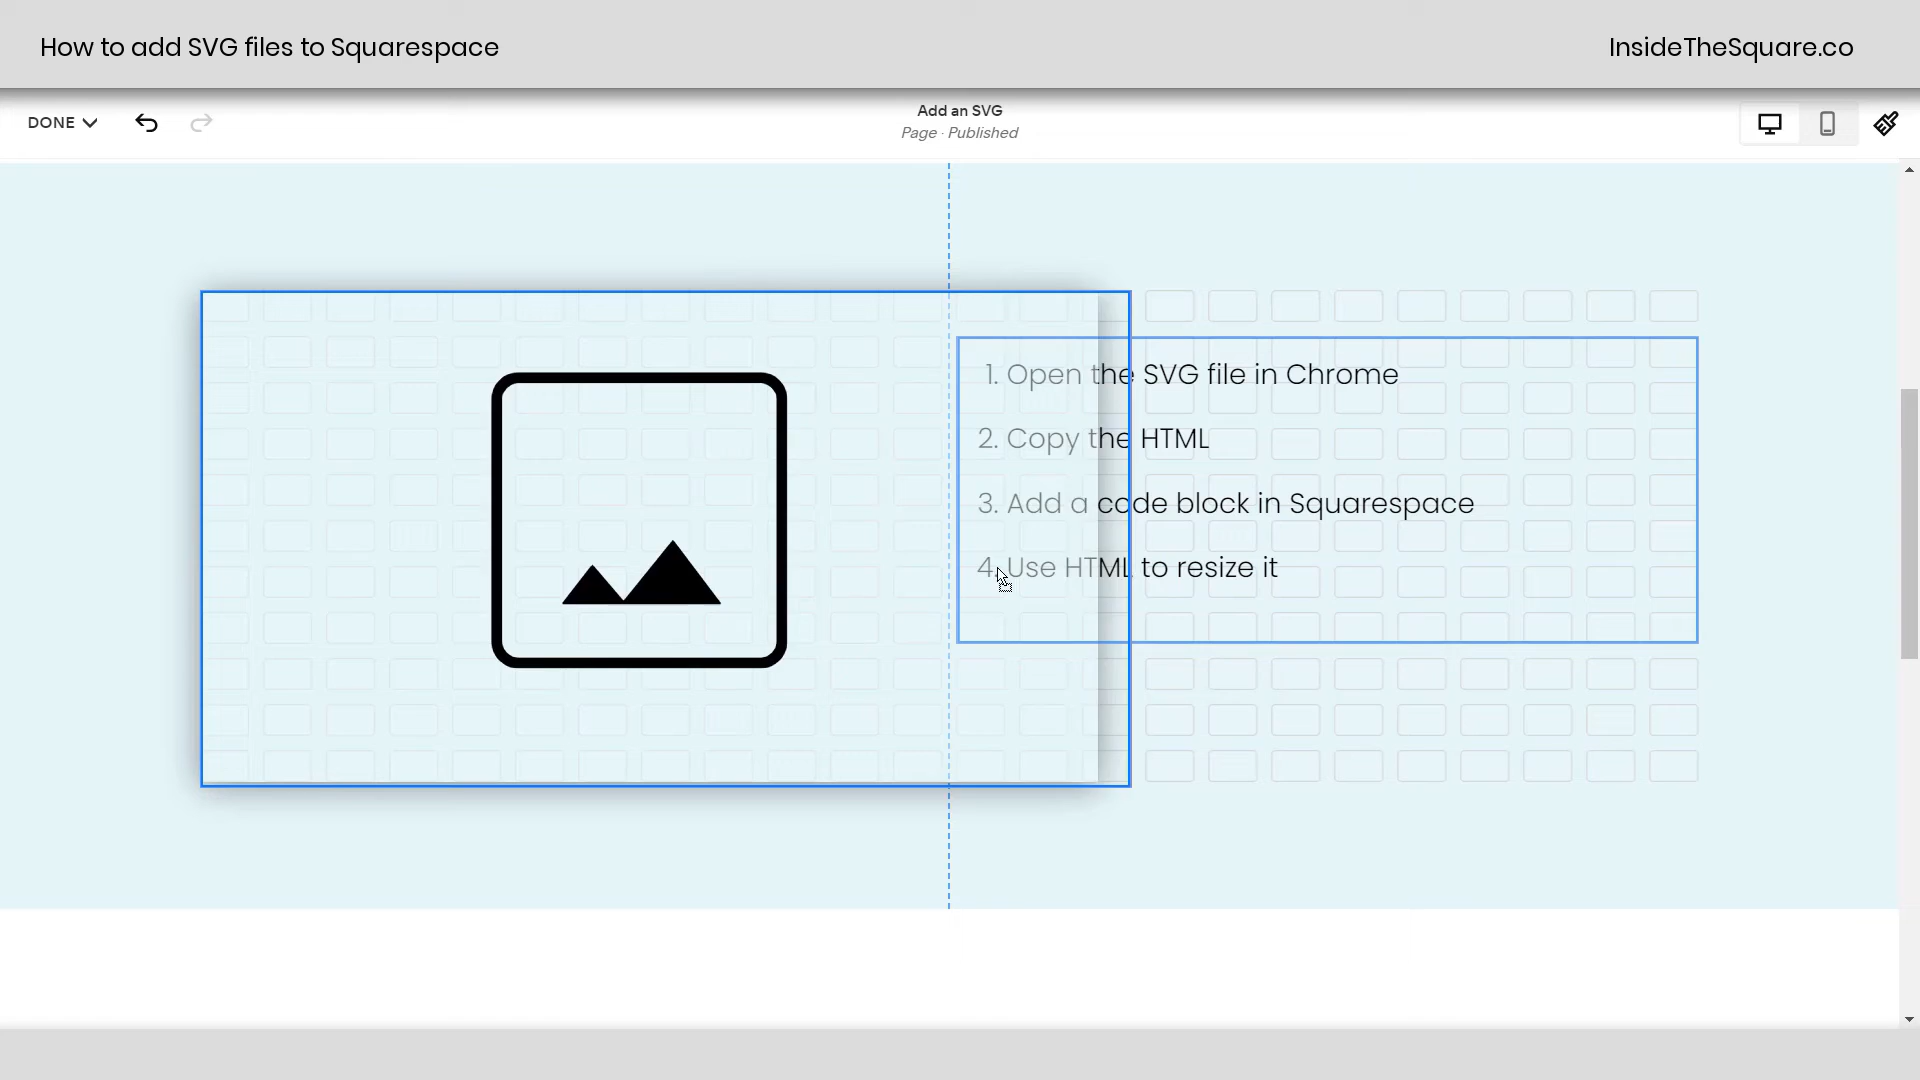 How to add SVG files to Squarespace
InsideTheSquare.co
DONE
Add an SVG
Page · Published
1. Open the SVG file in Chrome
2. Copy the HTML
3. Add a code block in Squarespace
4. Use HTML to resize it